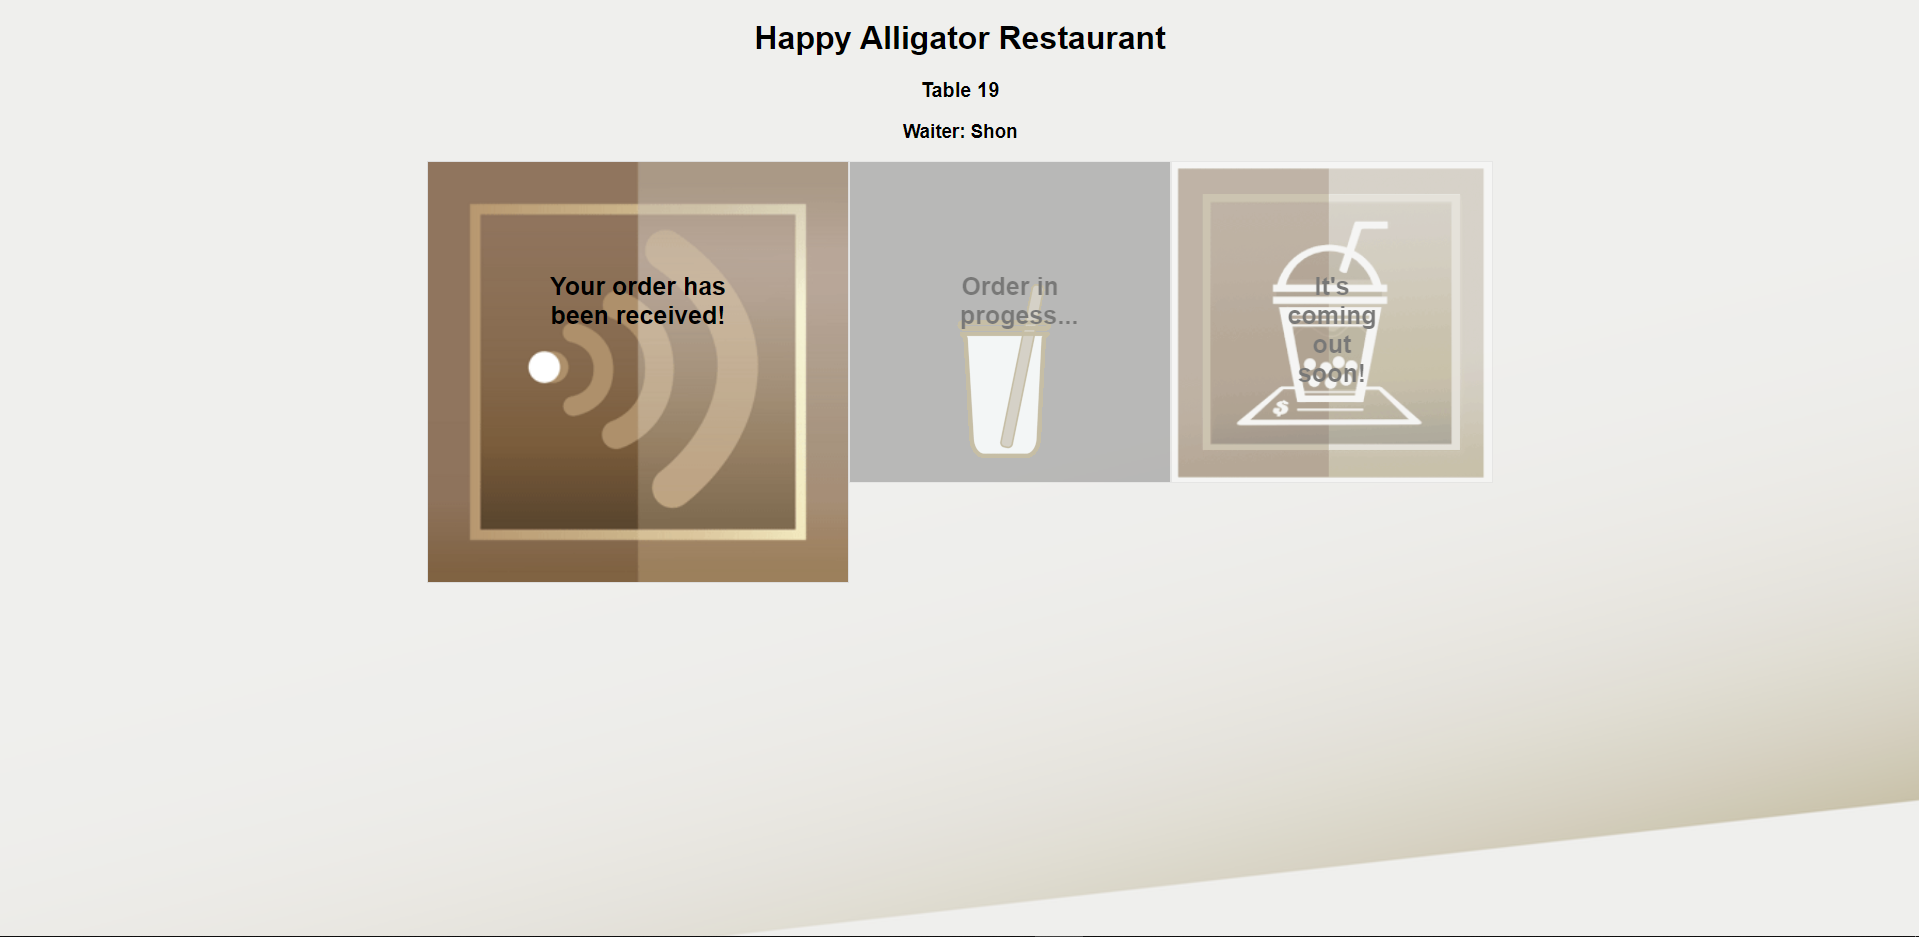 Happy Alligator Restaurant
Table 19
Waiter: Shon
Your order has
been received!
Order in
progess...
It's
coming
out
soon!
$